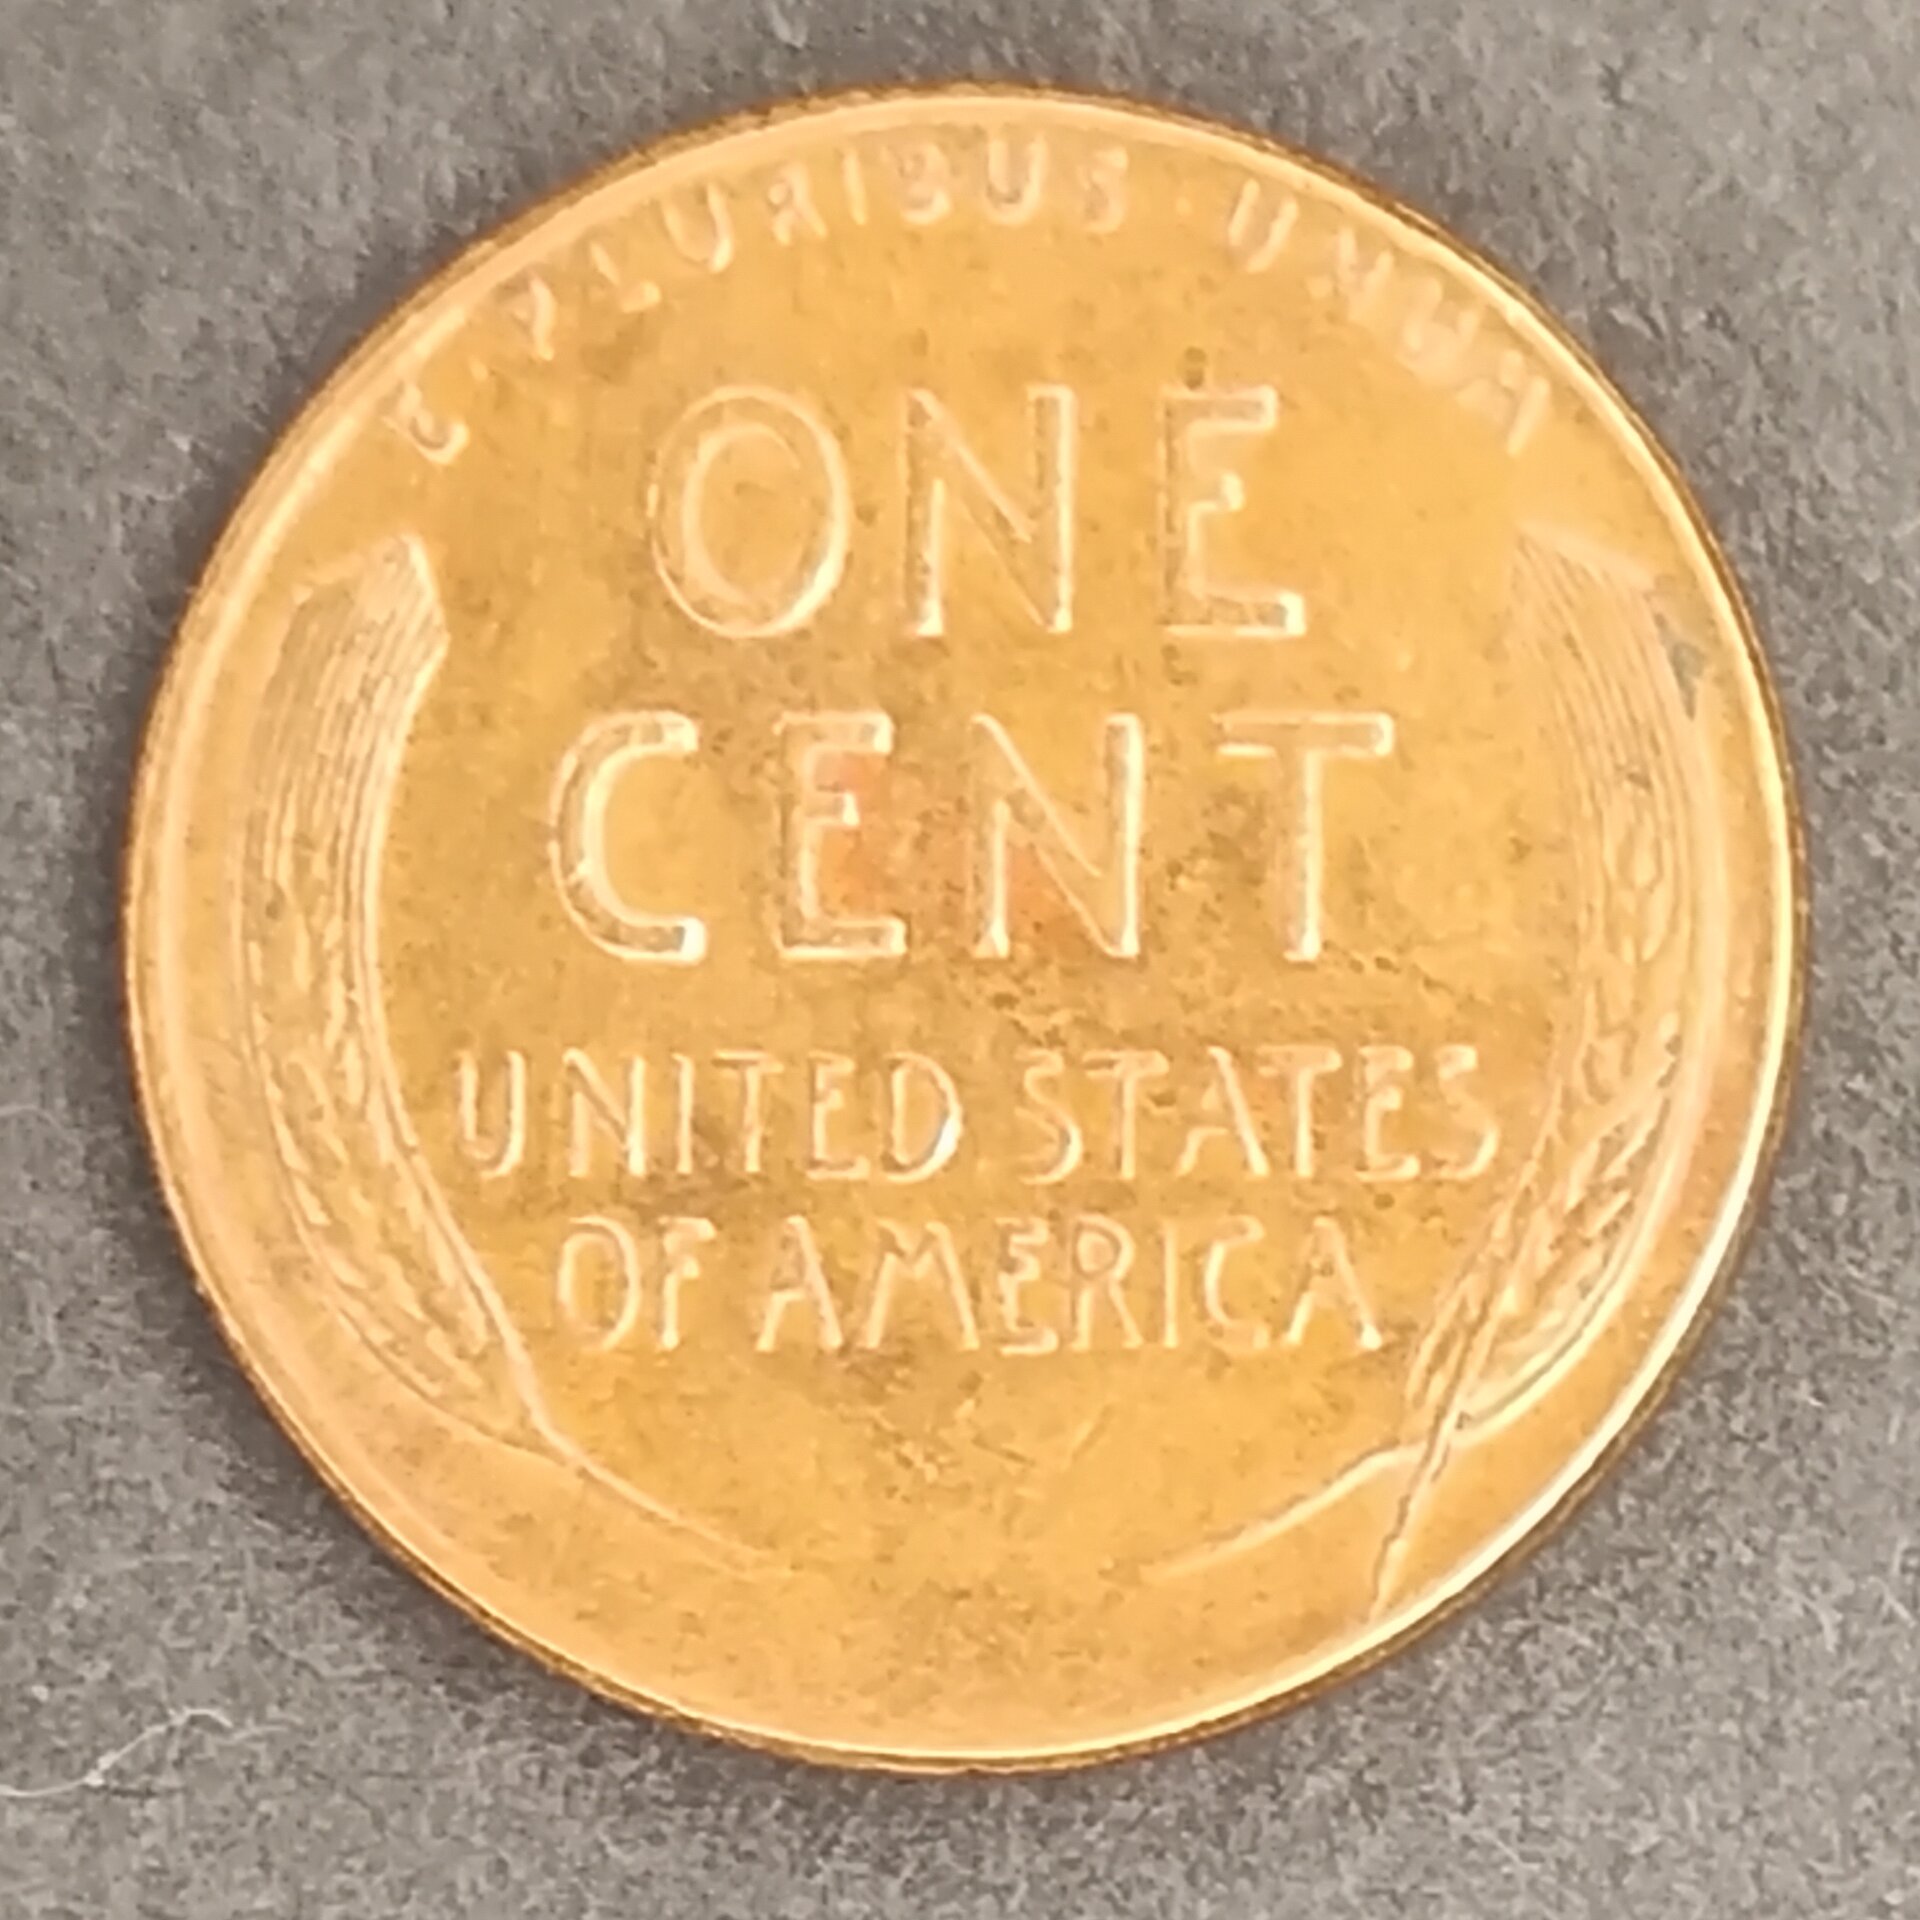 E PLURIBUS · UNUM
ONE
CENT
UNITED STATES
OF AMERICA